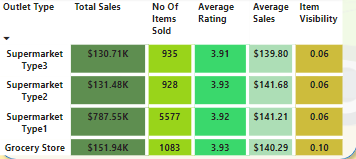 Outlet Type Total Sales No Of Items Sold Average Rating Average Sales Item Visibility
Supermarket Type3 $130.71K 935 3.91 $139.80 0.06
Supermarket Type2 $131.48K 928 3.93 $141.68 0.06
Supermarket Type1 $787.55K 5577 3.92 $141.21 0.06
Grocery Store $151.94K 1083 3.93 $140.29 0.10